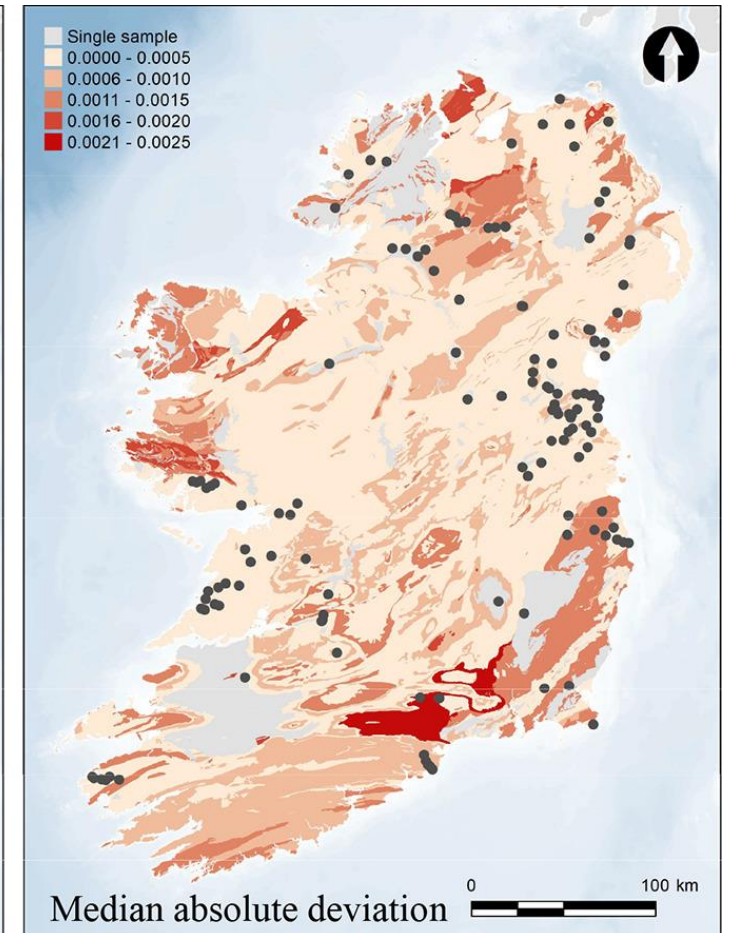 Single sample
0.0000 - 0.0005
0.0006 - 0.0010
0.0011 - 0.0015
0.0016 - 0.0020
0.0021 - 0.0025
Median absolute deviation
0 100 km